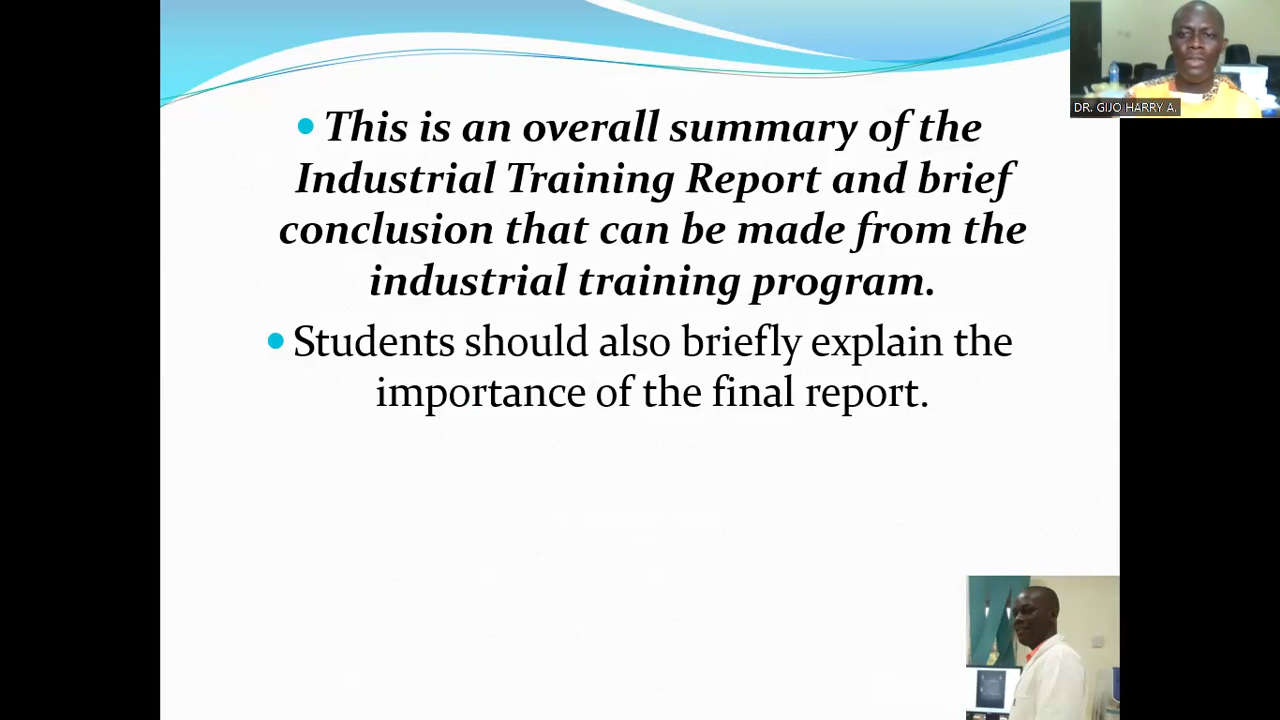 This is an overall summary of the
Industrial Training Report and brief
conclusion that can be made from the
industrial training program.
Students should also briefly explain the
importance of the final report.
DR. GIJO HARRY A.